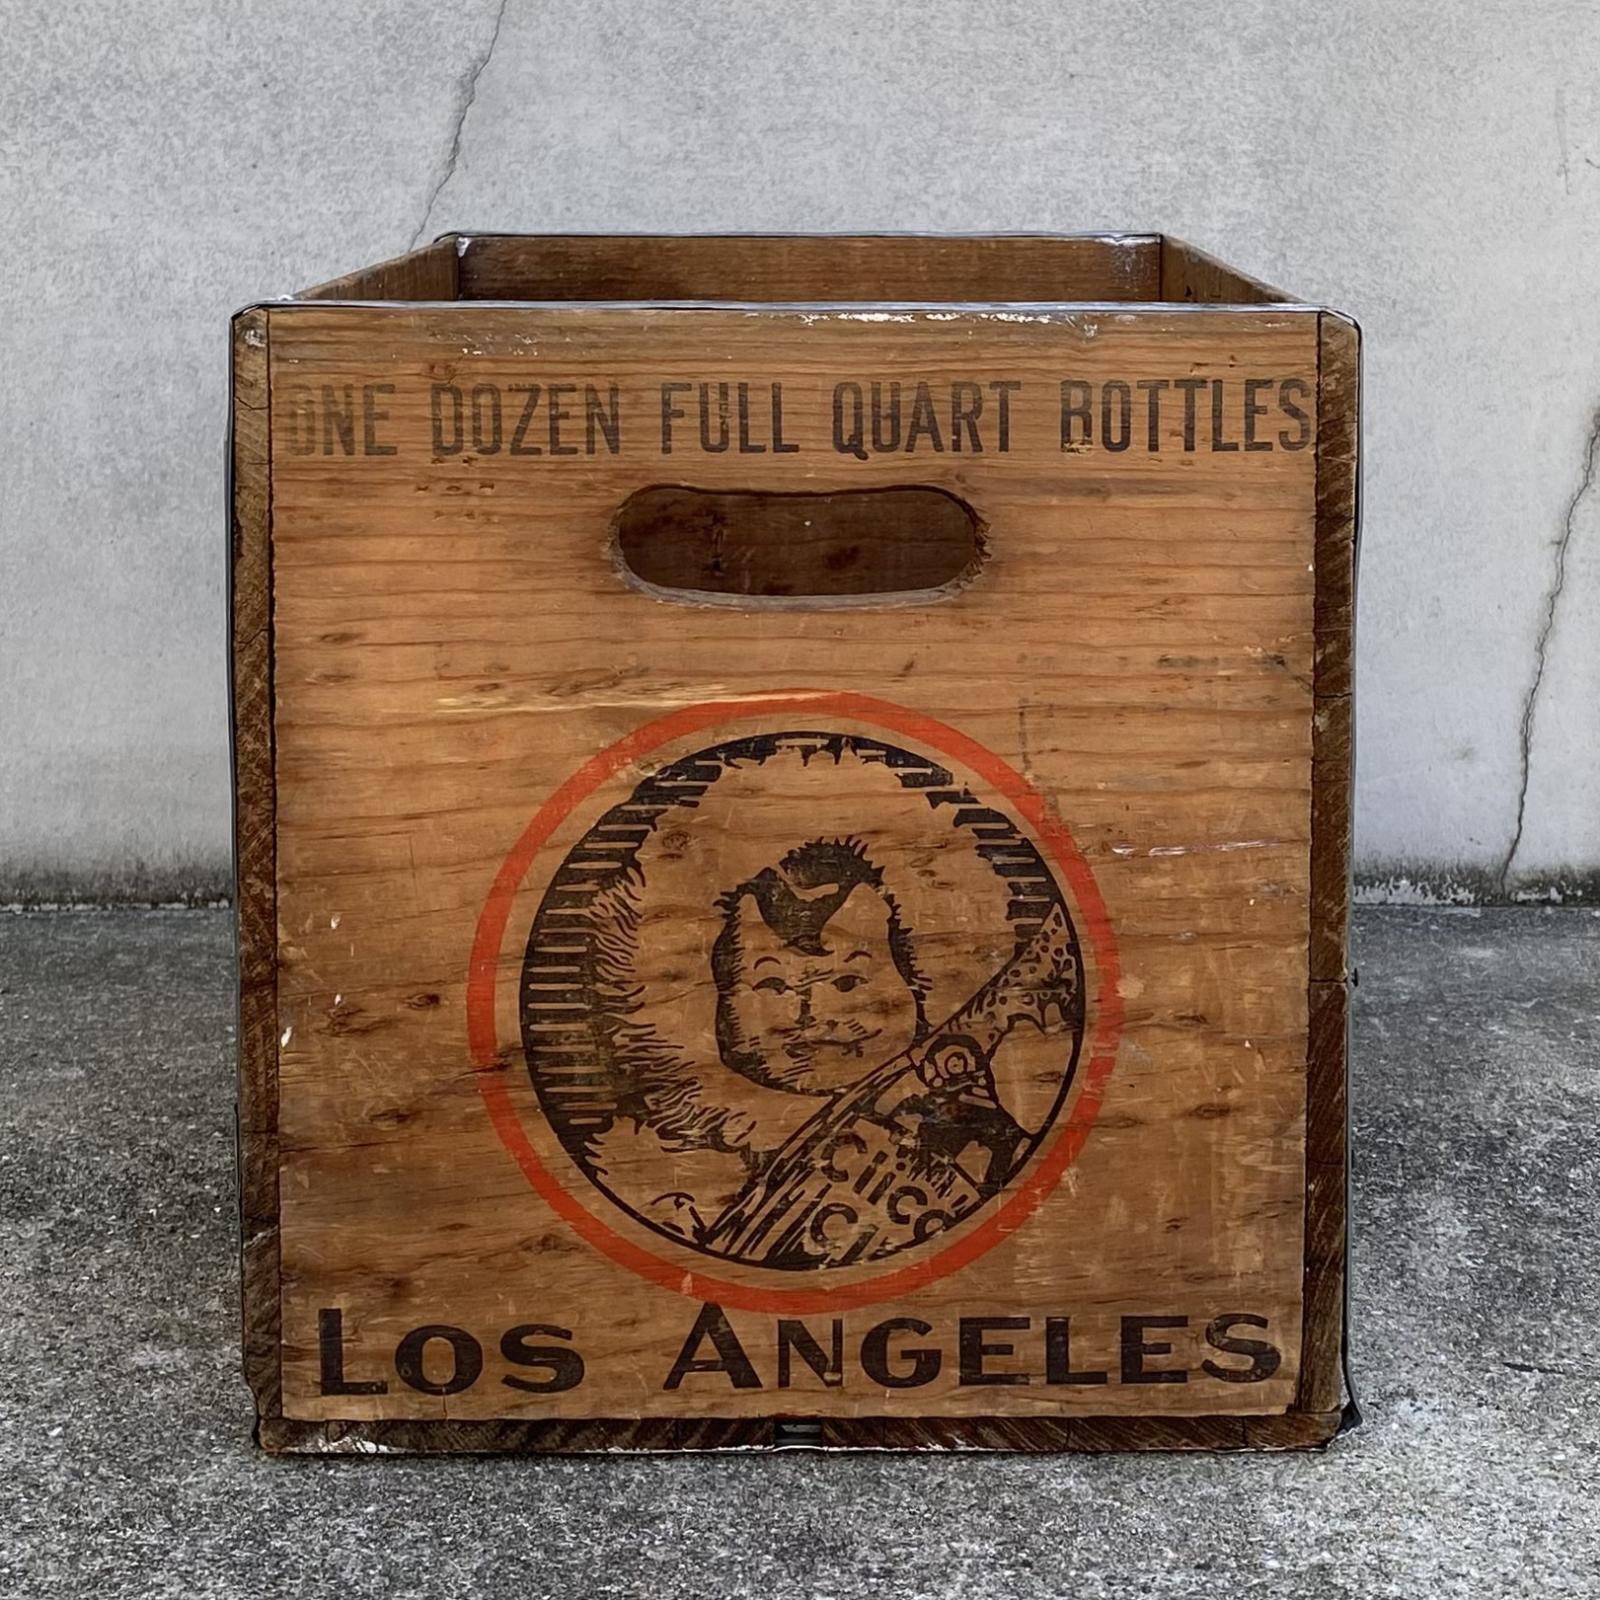 ONE DOZEN FULL QUART BOTTLES
LOS ANGELES